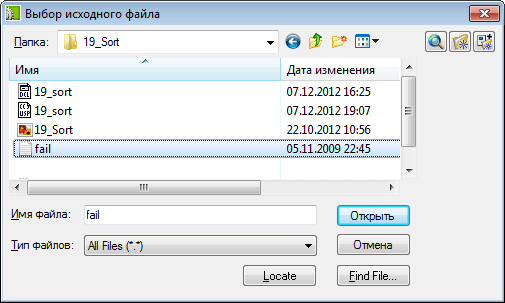 Выбор исходного файла
Папка: 19_Sort
Имя Дата изменения
19_sort 07.12.2012 16:25
19_sort 07.12.2012 19:07
19_Sort 22.10.2012 10:56
fail 05.11.2009 22:45
Имя файла: fail Открыть
Тип файлов: All Files (*.*) Отмена
Locate Find File...